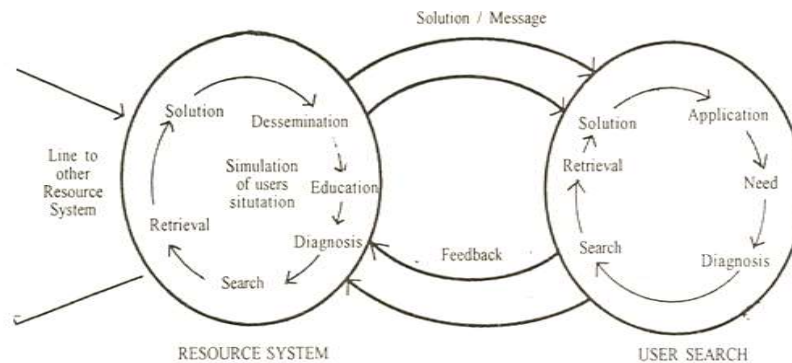 Solution / Message
Solution
Dessemination
Simulation
of users
situtation
Education
Diagnosis
Search
Retrieval
Line to
other
Resource
System
Feedback
Solution
Application
Retrieval
Need
Search
Diagnosis
RESOURCE SYSTEM
USER SEARCH